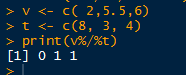 > v <- c( 2,5.5,6)
> t <- c(8, 3, 4)
> print(v%/%t)
[1] 0 1 1
>